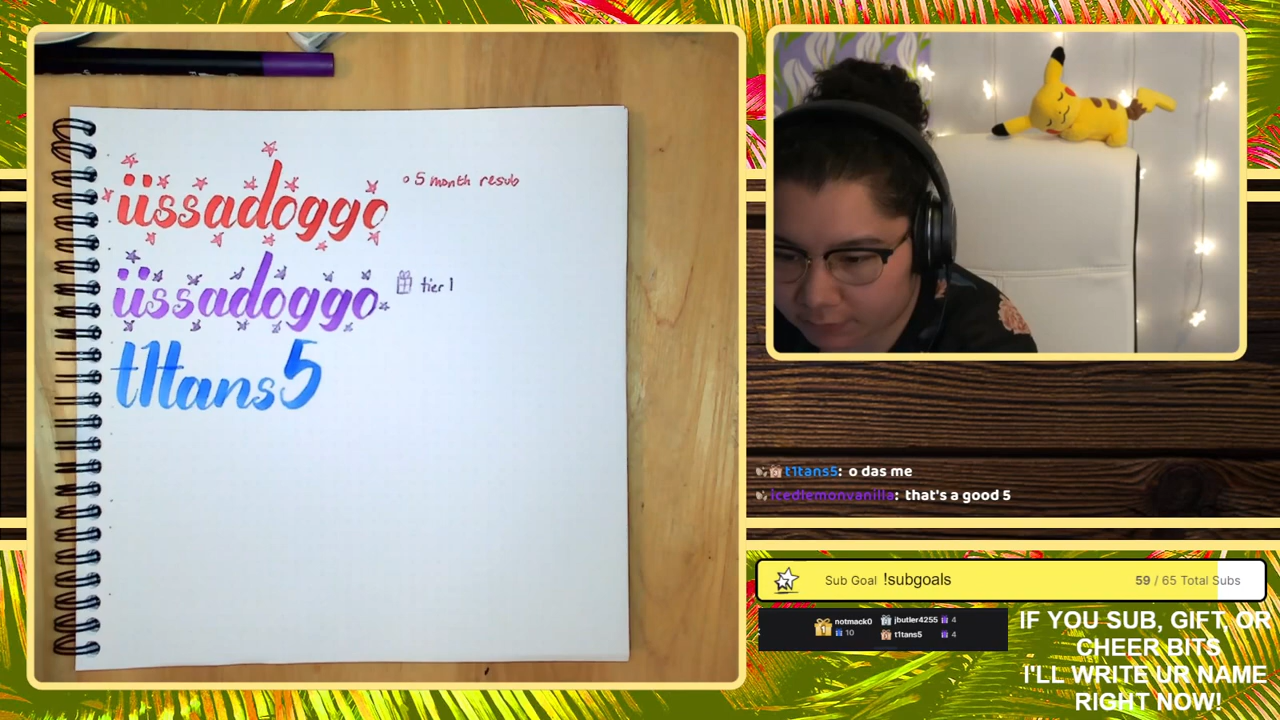 üssadoggo
5 month resub
üssadoggo
tier 1
t1tans5
t1tans5: o das me
icedlemonvanilla: that's a good 5
Sub Goal !subgoals
59 / 65 Total Subs
notmack0
10
jbutler4255 4
t1tans5 4
IF YOU SUB, GIFT, OR
CHEER BITS
I'LL WRITE UR NAME
RIGHT NOW!